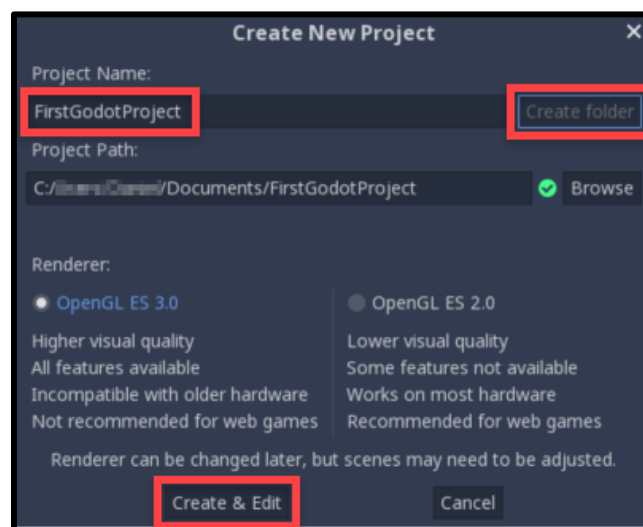 Create New Project
Project Name:
FirstGodotProject Create folder
Project Path:
C:/ /Documents/FirstGodotProject Browse
Renderer:
OpenGL ES 3.0 OpenGL ES 2.0
Higher visual quality Lower visual quality
All features available Some features not available
Incompatible with older hardware Works on most hardware
Not recommended for web games Recommended for web games
Renderer can be changed later, but scenes may need to be adjusted.
Create & Edit Cancel